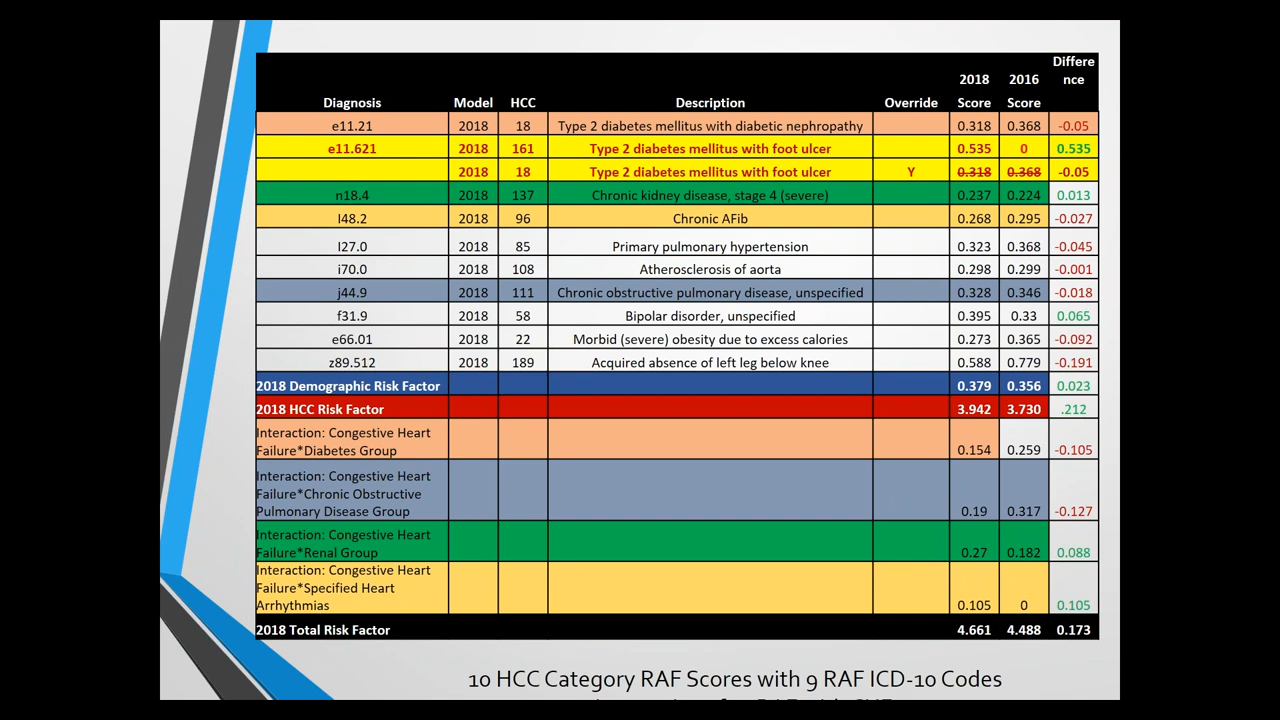 Differe
nce
2018 2016
Diagnosis Model HCC Description Override Score Score
e11.21 2018 18 Type 2 diabetes mellitus with diabetic nephropathy 0.318 0.368 -0.05
e11.621 2018 161 Type 2 diabetes mellitus with foot ulcer 0.535 0 0.535
2018 18 Type 2 diabetes mellitus with foot ulcer Y 0.318 0.368 -0.05
n18.4 2018 137 Chronic kidney disease, stage 4 (severe) 0.237 0.224 0.013
I48.2 2018 96 Chronic AFib 0.268 0.295 -0.027
I27.0 2018 85 Primary pulmonary hypertension 0.323 0.368 -0.045
i70.0 2018 108 Atherosclerosis of aorta 0.298 0.299 -0.001
j44.9 2018 111 Chronic obstructive pulmonary disease, unspecified 0.328 0.346 -0.018
f31.9 2018 58 Bipolar disorder, unspecified 0.395 0.33 0.065
e66.01 2018 22 Morbid (severe) obesity due to excess calories 0.273 0.365 -0.092
z89.512 2018 189 Acquired absence of left leg below knee 0.588 0.779 -0.191
2018 Demographic Risk Factor 0.379 0.356 0.023
2018 HCC Risk Factor 3.942 3.730 .212
Interaction: Congestive Heart
Failure*Diabetes Group 0.154 0.259 -0.105
Interaction: Congestive Heart
Failure*Chronic Obstructive
Pulmonary Disease Group 0.19 0.317 -0.127
Interaction: Congestive Heart
Failure*Renal Group 0.27 0.182 0.088
Interaction: Congestive Heart
Failure*Specified Heart
Arrhythmias 0.105 0 0.105
2018 Total Risk Factor 4.661 4.488 0.173
10 HCC Category RAF Scores with 9 RAF ICD-10 Codes